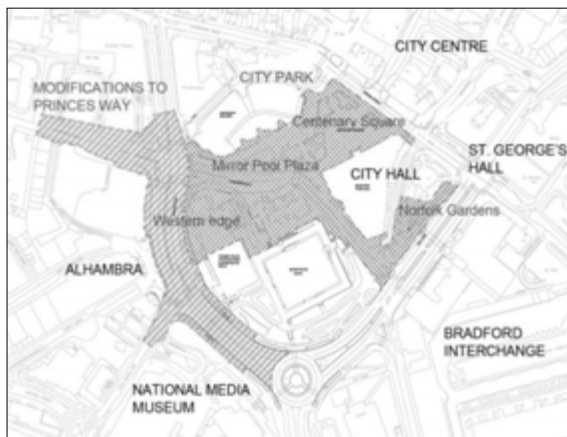 CITY CENTRE
CITY PARK
MODIFICATIONS TO
PRINCES WAY
Centenary Square
ST. GEORGE'S
HALL
Mirror Pool Plaza
CITY HALL
Norfolk Gardens
Western edge
ALHAMBRA
BRADFORD
INTERCHANGE
NATIONAL MEDIA
MUSEUM